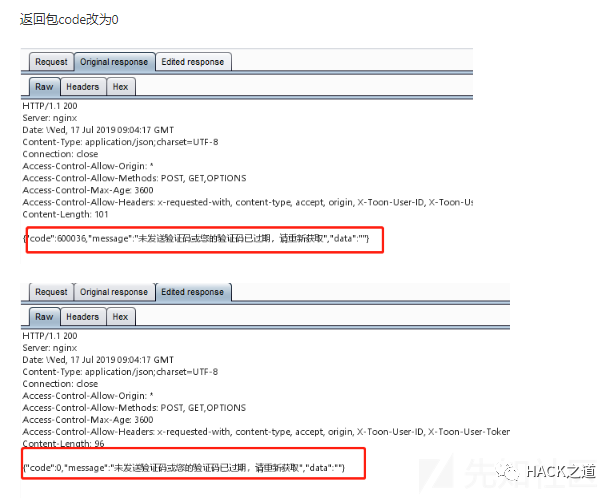 返回包code改为0
Request Original response Edited response
Raw Headers Hex
HTTP/1.1 200
Server: nginx
Date: Wed, 17 Jul 2019 09:04:17 GMT
Content-Type: application/json;charset=UTF-8
Connection: close
Access-Control-Allow-Origin: *
Access-Control-Allow-Methods: POST, GET,OPTIONS
Access-Control-Max-Age: 3600
Access-Control-Allow-Headers: x-requested-with, content-type, accept, origin, X-Toon-User-ID, X-Toon-Us
Content-Length: 101
{"code":600036,"message":"未发送验证码或您的验证码已过期，请重新获取","data":""}
Request Original response Edited response
Raw Headers Hex
HTTP/1.1 200
Server: nginx
Date: Wed, 17 Jul 2019 09:04:17 GMT
Content-Type: application/json;charset=UTF-8
Connection: close
Access-Control-Allow-Origin: *
Access-Control-Allow-Methods: POST, GET,OPTIONS
Access-Control-Max-Age: 3600
Access-Control-Allow-Headers: x-requested-with, content-type, accept, origin, X-Toon-User-ID, X-Toon-User-Token
Content-Length: 96
{"code":0,"message":"未发送验证码或您的验证码已过期，请重新获取","data":""}
先知社区
HACK之道